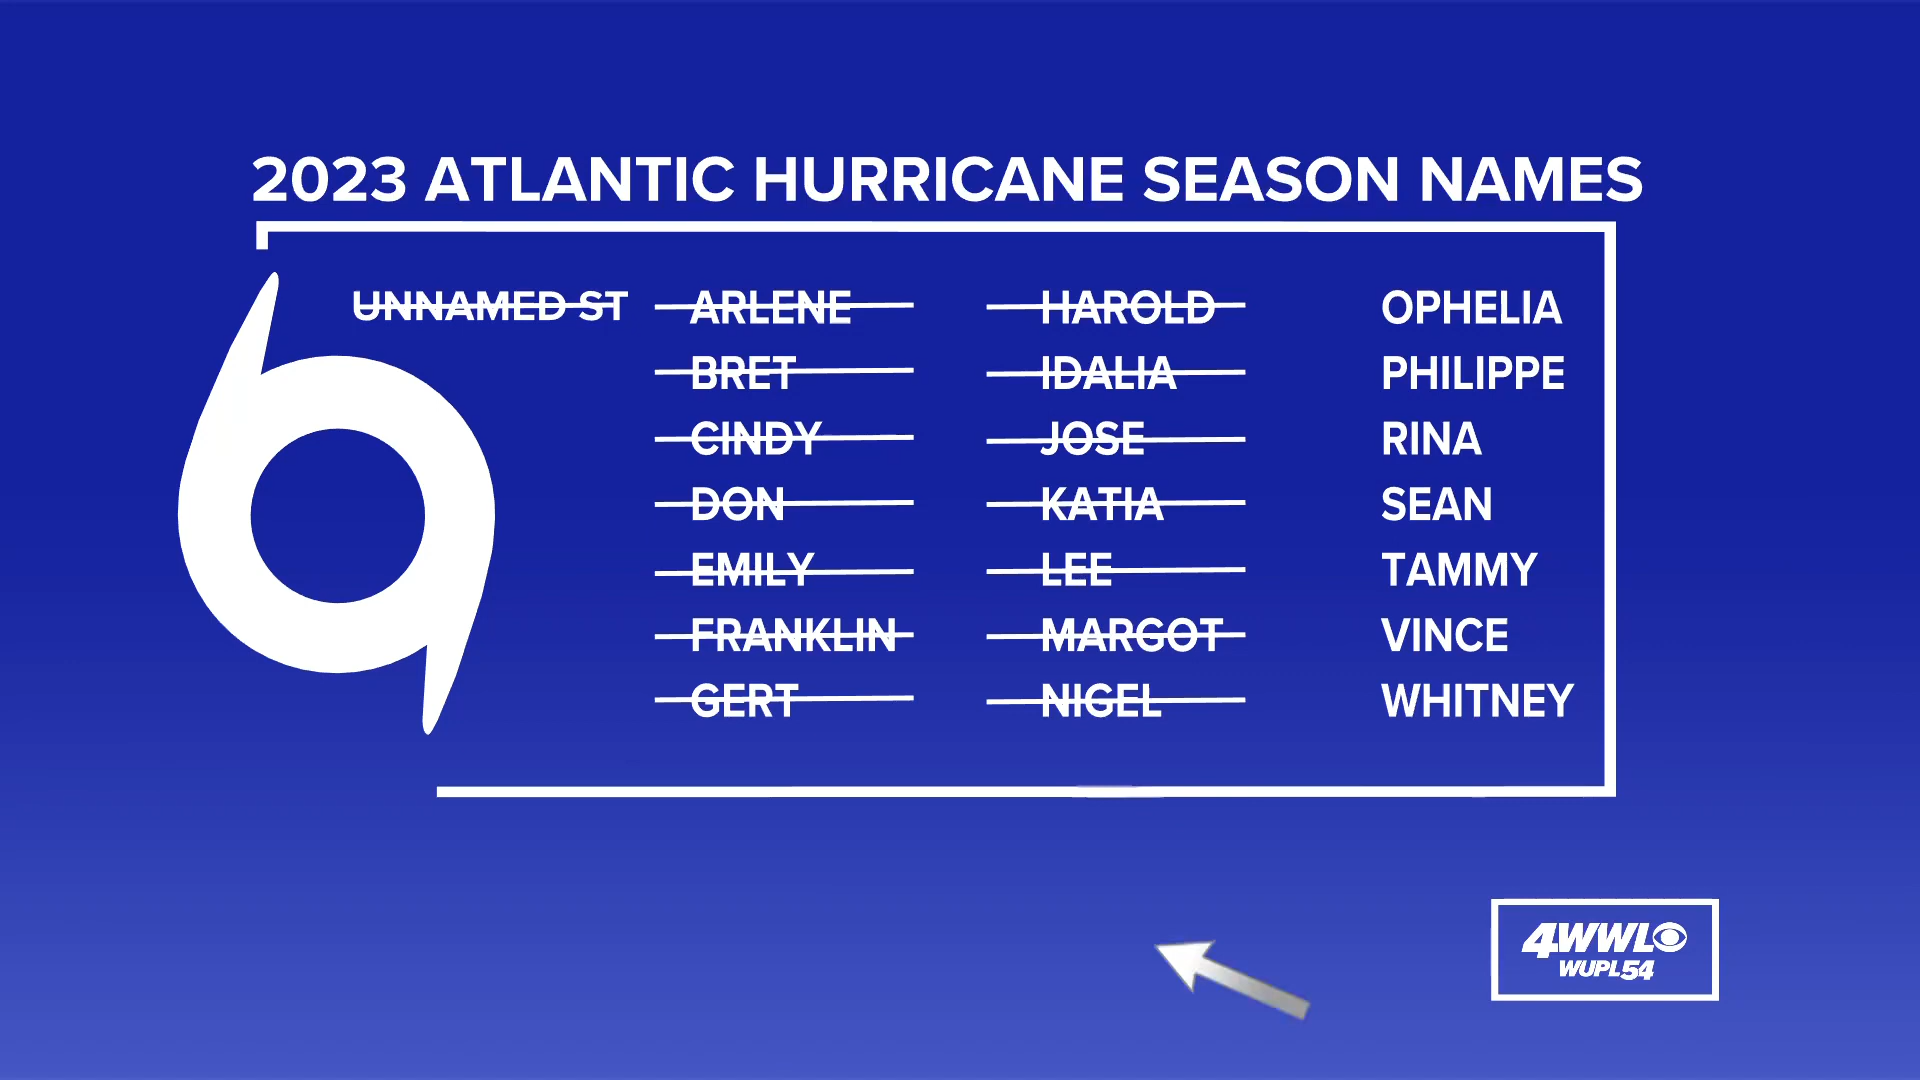 2023 ATLANTIC HURRICANE SEASON NAMES
UNNAMED ST
ARLENE
BRET
CINDY
DON
EMILY
FRANKLIN
GERT
HAROLD
IDALIA
JOSE
KATIA
LEE
MARGOT
NIGEL
OPHELIA
PHILIPPE
RINA
SEAN
TAMMY
VINCE
WHITNEY
4WWL
WUPL54